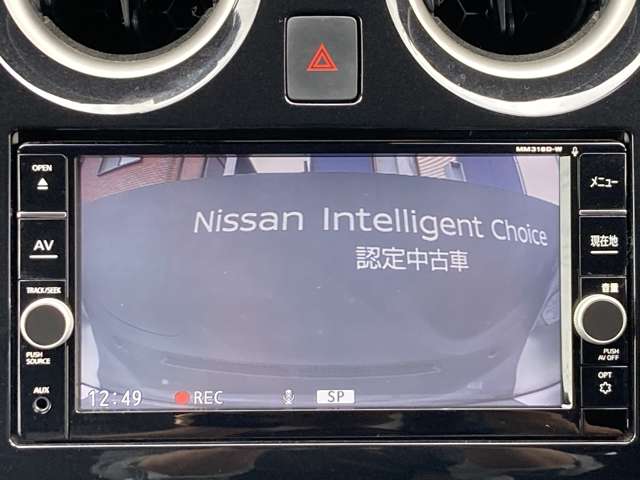 MM316D-W
OPEN
メニュー
AV
現在地
Nissan Intelligent Choice
認定中古車
TRACK/SEEK
音量
PUSH
SOURCE
PUSH
AV OFF
AUX
OPT
12:49
REC
SP